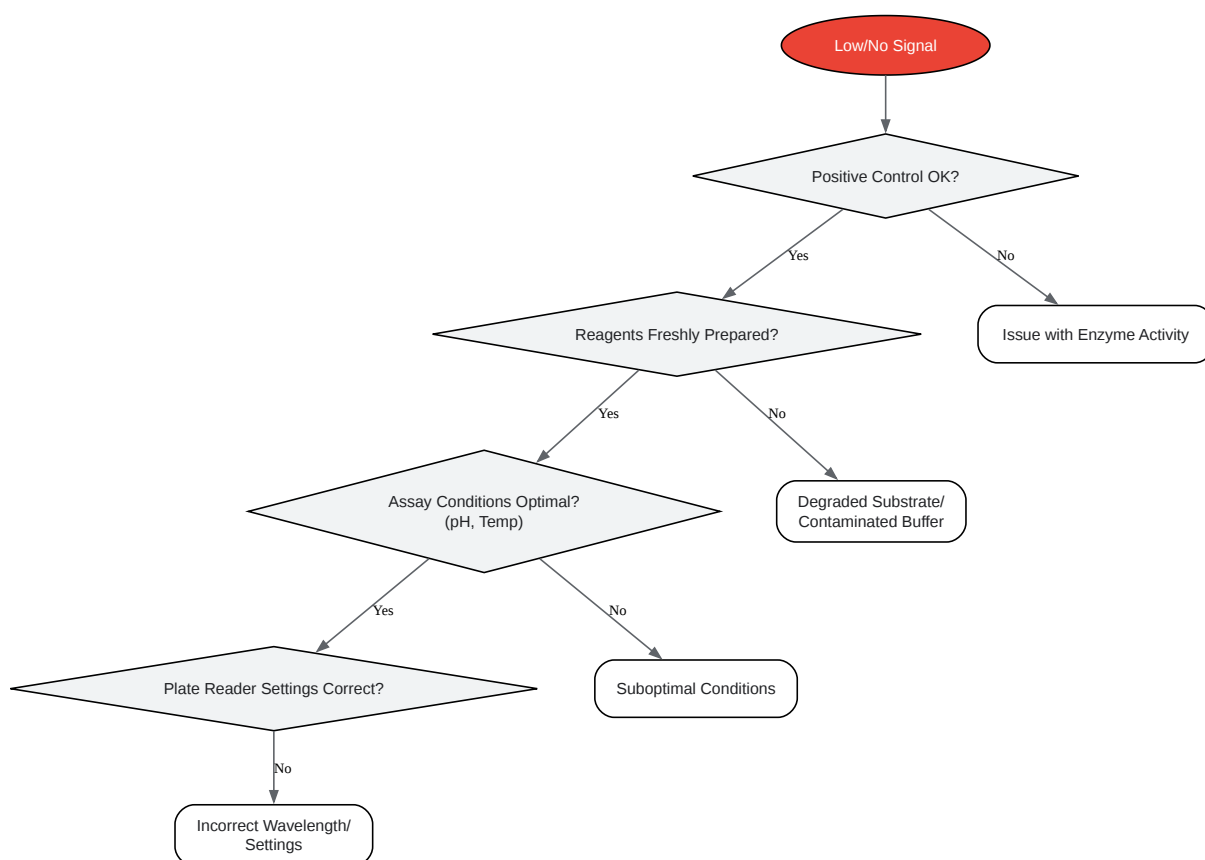 Low/No Signal
Positive Control OK?
Yes
No
Reagents Freshly Prepared?
Issue with Enzyme Activity
Yes
No
Assay Conditions Optimal?
(pH, Temp)
Degraded Substrate/
Contaminated Buffer
Yes
No
Plate Reader Settings Correct?
Suboptimal Conditions
No
Incorrect Wavelength/
Settings